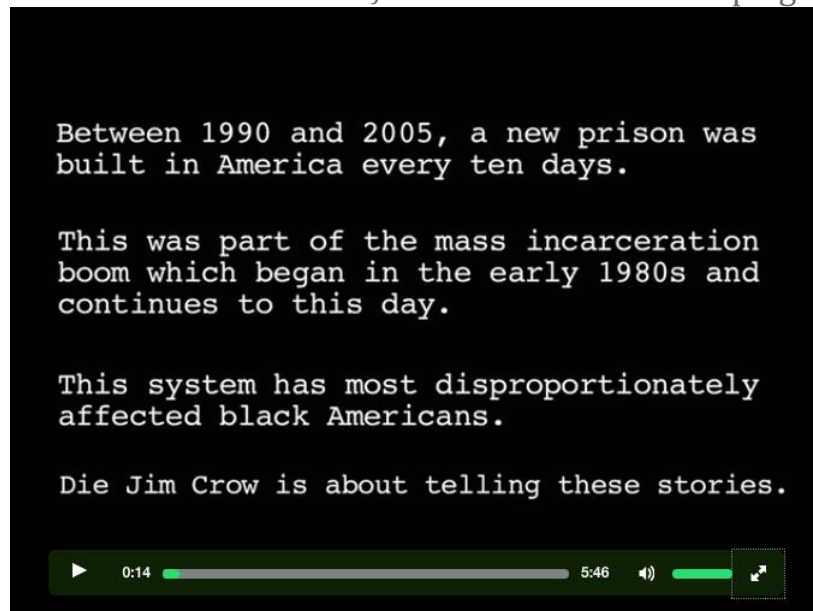 Between 1990 and 2005, a new prison was
built in America every ten days.
This was part of the mass incarceration
boom which began in the early 1980s and
continues to this day.
This system has most disproportionately
affected black Americans.
Die Jim Crow is about telling these stories.
0:14 5:46